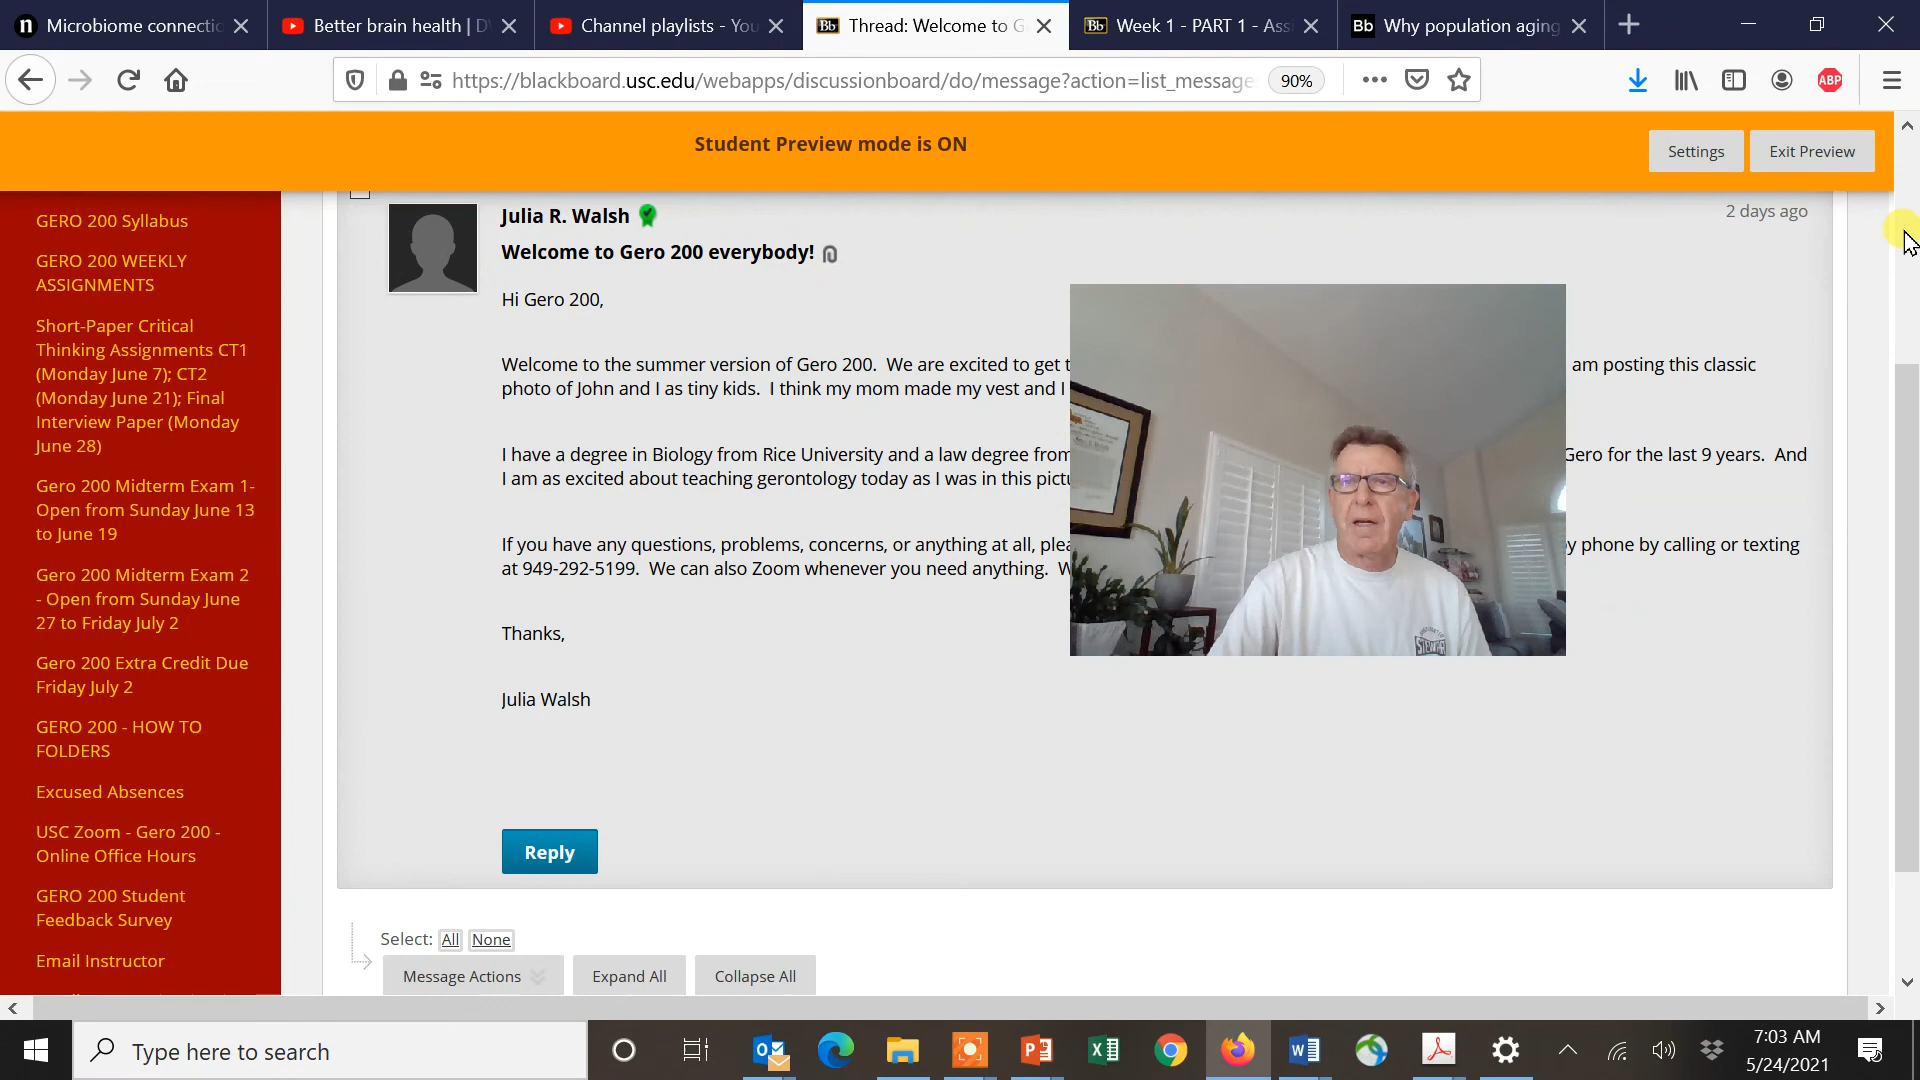 Microbiome connectio
Better brain health | D
Channel playlists - You
Bb Thread: Welcome to G
Bb Week 1 - PART 1 - Ass
Bb Why population aging
https://blackboard.usc.edu/webapps/discussionboard/do/message?action=list_message
90%
ABP
Student Preview mode is ON
Settings
Exit Preview
GERO 200 Syllabus
GERO 200 WEEKLY
ASSIGNMENTS
Short-Paper Critical
Thinking Assignments CT1
(Monday June 7); CT2
(Monday June 21); Final
Interview Paper (Monday
June 28)
Gero 200 Midterm Exam 1-
Open from Sunday June 13
to June 19
Gero 200 Midterm Exam 2
- Open from Sunday June
27 to Friday July 2
Gero 200 Extra Credit Due
Friday July 2
GERO 200 - HOW TO
FOLDERS
Excused Absences
USC Zoom - Gero 200 -
Online Office Hours
GERO 200 Student
Feedback Survey
Email Instructor
Julia R. Walsh
2 days ago
Welcome to Gero 200 everybody!
Hi Gero 200,
Welcome to the summer version of Gero 200. We are excited to get t am posting this classic
photo of John and I as tiny kids. I think my mom made my vest and I
I have a degree in Biology from Rice University and a law degree from Gero for the last 9 years. And
I am as excited about teaching gerontology today as I was in this pictu
If you have any questions, problems, concerns, or anything at all, plea y phone by calling or texting
at 949-292-5199. We can also Zoom whenever you need anything. W
Thanks,
Julia Walsh
Reply
Select: All None
Message Actions
Expand All
Collapse All
Type here to search
7:03 AM
5/24/2021